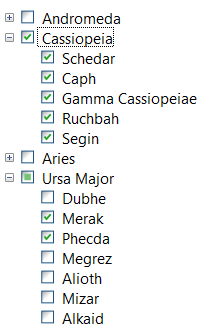 Andromeda
Cassiopeia
Schedar
Caph
Gamma Cassiopeiae
Ruchbah
Segin
Aries
Ursa Major
Dubhe
Merak
Phecda
Megrez
Alioth
Mizar
Alkaid